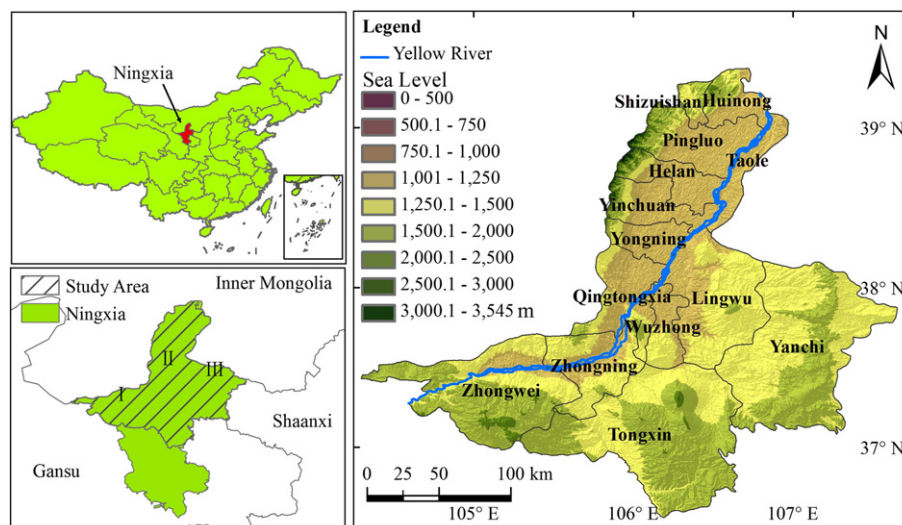 Ningxia
Study Area
Ningxia
Inner Mongolia
I
II
III
Shaanxi
Gansu
Legend
Yellow River
Sea Level
0 - 500
500.1 - 750
750.1 - 1,000
1,001 - 1,250
1,250.1 - 1,500
1,500.1 - 2,000
2,000.1 - 2,500
2,500.1 - 3,000
3,000.1 - 3,545 m
N
Shizuishan
Huinong
Pingluo
Taole
Helan
Yinchuan
Yongning
Qingtongxia
Lingwu
Wuzhong
Yanchi
Zhongning
Zhongwei
Tongxin
39° N
38° N
37° N
0 25 50 100 km
105° E 106° E 107° E